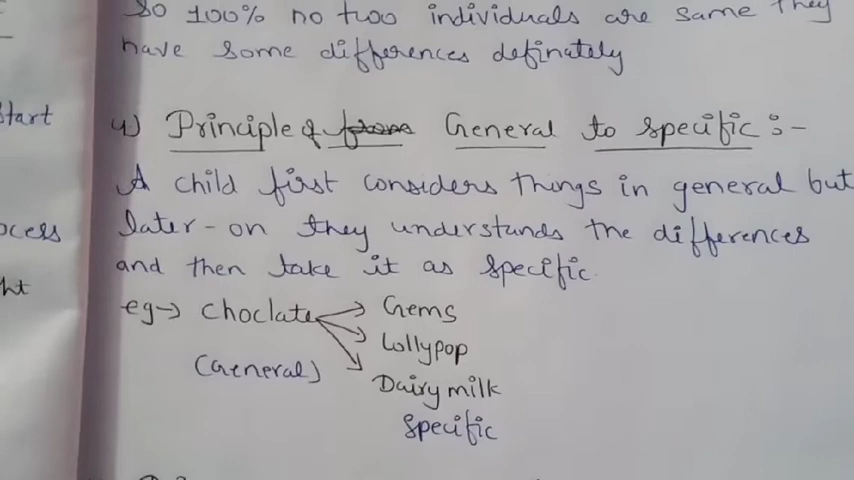 so 100% no two individuals are same they
have some differences definately
4) Principle of from General to specific :-
A child first considers things in general but
later-on they understands the differences
and then take it as specific.
eg→ Choclate → Gems
Lollypop
(General)
Dairy milk
specific
start
ocess
ht